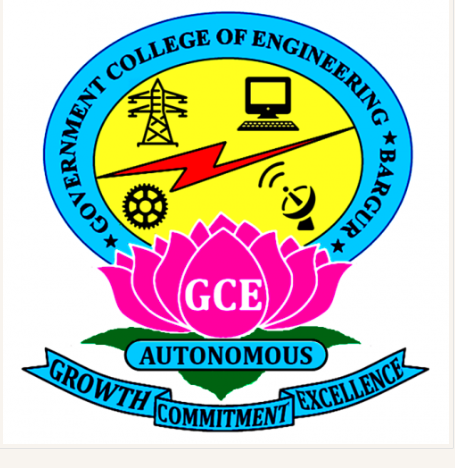 ★GOVERNMENT COLLEGE OF ENGINEERING★BARGUR★
GCE
AUTONOMOUS
GROWTH COMMITMENT EXCELLENCE